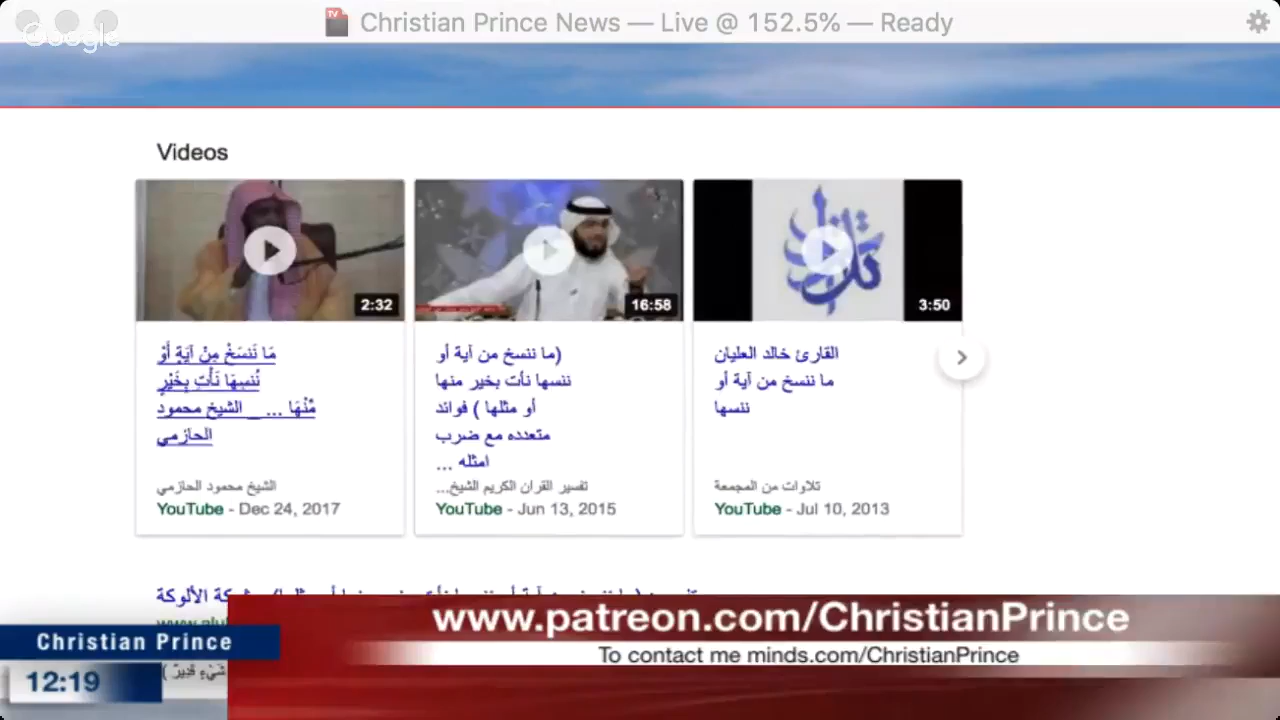 Christian Prince News — Live @ 152.5% — Ready
Google
Videos
2:32
مَا نَنسَخْ مِنْ آيَةٍ أَوْ
نُنسِهَا نَأْتِ بِخَيْرٍ
مِّنْهَا ... _ الشيخ محمود
الحازمي
الشيخ محمود الحازمي
YouTube - Dec 24, 2017
16:58
(ما ننسخ من آية أو
ننسها نأت بخير منها
أو مثلها ) فوائد
متعدده مع ضرب
امثله ...
تفسير القران الكريم الشيخ...
YouTube - Jun 13, 2015
3:50
القارئ خالد العليان
ما ننسخ من آية أو
ننسها
تلاوات من المجمعة
YouTube - Jul 10, 2013
الألوكة
www.patreon.com/ChristianPrince
Christian Prince
To contact me minds.com/ChristianPrince
12:19
شَيْءٍ قَدِيرٌ )